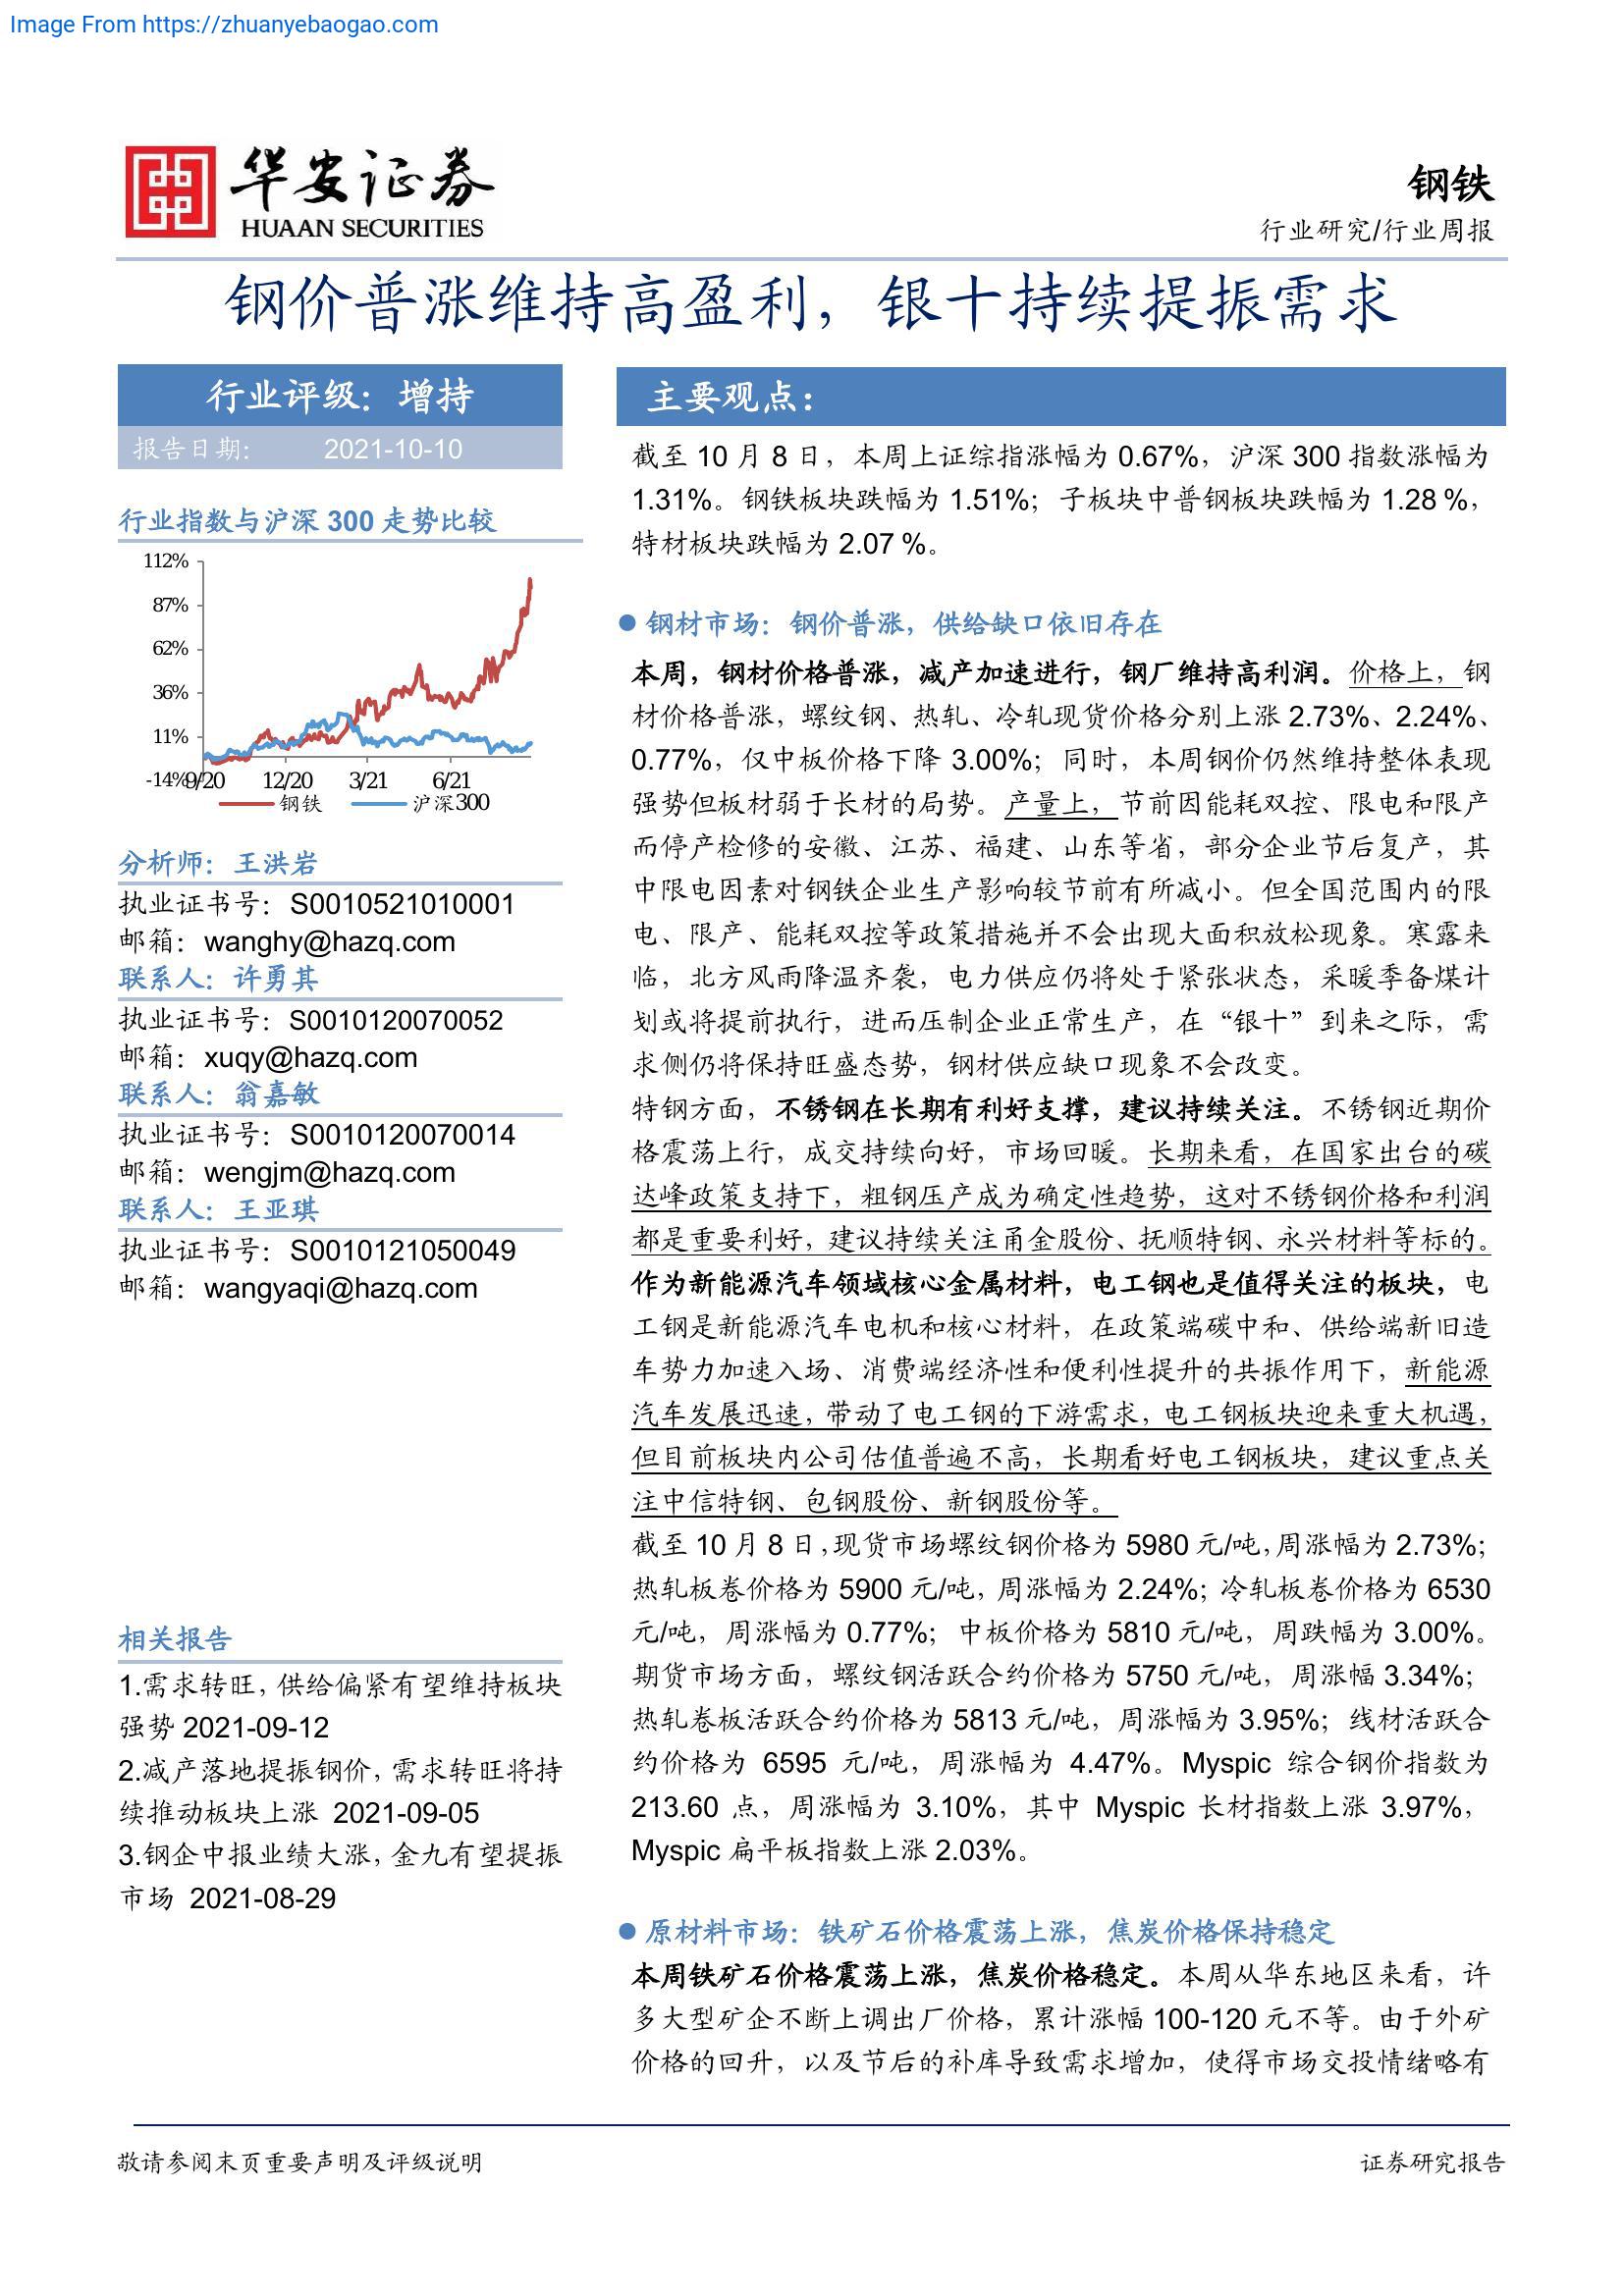 Image From https://zhuanyebaogao.com
华安证券
HUAAN SECURITIES
钢铁
行业研究/行业周报
钢价普涨维持高盈利，银十持续提振需求
行业评级：增持
报告日期： 2021-10-10
行业指数与沪深 300 走势比较
112%
87%
62%
36%
11%
-14%
9/20 12/20 3/21 6/21
钢铁 沪深300
分析师：王洪岩
执业证书号：S0010521010001
邮箱：wanghy@hazq.com
联系人：许勇其
执业证书号：S0010120070052
邮箱：xuqy@hazq.com
联系人：翁嘉敏
执业证书号：S0010120070014
邮箱：wengjm@hazq.com
联系人：王亚琪
执业证书号：S0010121050049
邮箱：wangyaqi@hazq.com
相关报告
1.需求转旺，供给偏紧有望维持板块
强势 2021-09-12
2.减产落地提振钢价，需求转旺将持
续推动板块上涨 2021-09-05
3.钢企中报业绩大涨，金九有望提振
市场 2021-08-29
主要观点：
截至 10 月 8 日，本周上证综指涨幅为 0.67%，沪深 300 指数涨幅为
1.31%。钢铁板块跌幅为 1.51%；子板块中普钢板块跌幅为 1.28 %，
特材板块跌幅为 2.07 %。
● 钢材市场：钢价普涨，供给缺口依旧存在
本周，钢材价格普涨，减产加速进行，钢厂维持高利润。价格上，钢
材价格普涨，螺纹钢、热轧、冷轧现货价格分别上涨 2.73%、2.24%、
0.77%，仅中板价格下降 3.00%；同时，本周钢价仍然维持整体表现
强势但板材弱于长材的局势。产量上，节前因能耗双控、限电和限产
而停产检修的安徽、江苏、福建、山东等省，部分企业节后复产，其
中限电因素对钢铁企业生产影响较节前有所减小。但全国范围内的限
电、限产、能耗双控等政策措施并不会出现大面积放松现象。寒露来
临，北方风雨降温齐袭，电力供应仍将处于紧张状态，采暖季备煤计
划或将提前执行，进而压制企业正常生产，在“银十”到来之际，需
求侧仍将保持旺盛态势，钢材供应缺口现象不会改变。
特钢方面，不锈钢在长期有利好支撑，建议持续关注。不锈钢近期价
格震荡上行，成交持续向好，市场回暖。长期来看，在国家出台的碳
达峰政策支持下，粗钢压产成为确定性趋势，这对不锈钢价格和利润
都是重要利好，建议持续关注甬金股份、抚顺特钢、永兴材料等标的。
作为新能源汽车领域核心金属材料，电工钢也是值得关注的板块，电
工钢是新能源汽车电机和核心材料，在政策端碳中和、供给端新旧造
车势力加速入场、消费端经济性和便利性提升的共振作用下，新能源
汽车发展迅速，带动了电工钢的下游需求，电工钢板块迎来重大机遇，
但目前板块内公司估值普遍不高，长期看好电工钢板块，建议重点关
注中信特钢、包钢股份、新钢股份等。
截至 10 月 8 日，现货市场螺纹钢价格为 5980 元/吨，周涨幅为 2.73%；
热轧板卷价格为 5900 元/吨，周涨幅为 2.24%；冷轧板卷价格为 6530
元/吨，周涨幅为 0.77%；中板价格为 5810 元/吨，周跌幅为 3.00%。
期货市场方面，螺纹钢活跃合约价格为 5750 元/吨，周涨幅 3.34%；
热轧卷板活跃合约价格为 5813 元/吨，周涨幅为 3.95%；线材活跃合
约价格为 6595 元/吨，周涨幅为 4.47%。Myspic 综合钢价指数为
213.60 点，周涨幅为 3.10%，其中 Myspic 长材指数上涨 3.97%，
Myspic 扁平板指数上涨 2.03%。
● 原材料市场：铁矿石价格震荡上涨，焦炭价格保持稳定
本周铁矿石价格震荡上涨，焦炭价格稳定。本周从华东地区来看，许
多大型矿企不断上调出厂价格，累计涨幅 100-120 元不等。由于外矿
价格的回升，以及节后的补库导致需求增加，使得市场交投情绪略有
敬请参阅末页重要声明及评级说明
证券研究报告